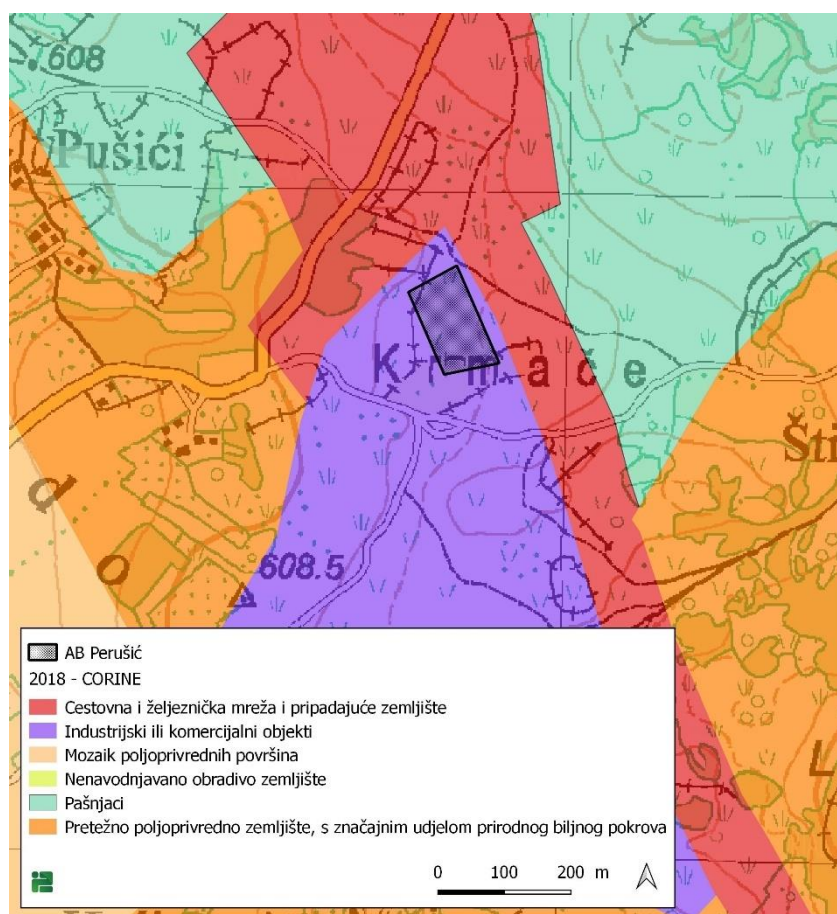 608
Pušići
Krmače
Šti
d
o
608.5
L
AB Perušić
2018 - CORINE
Cestovna i željeznička mreža i pripadajuće zemljište
Industrijski ili komercijalni objekti
Mozaik poljoprivrednih površina
Nenavodnjavano obradivo zemljište
Pašnjaci
Pretežno poljoprivredno zemljište, s značajnim udjelom prirodnog biljnog pokrova
0 100 200 m